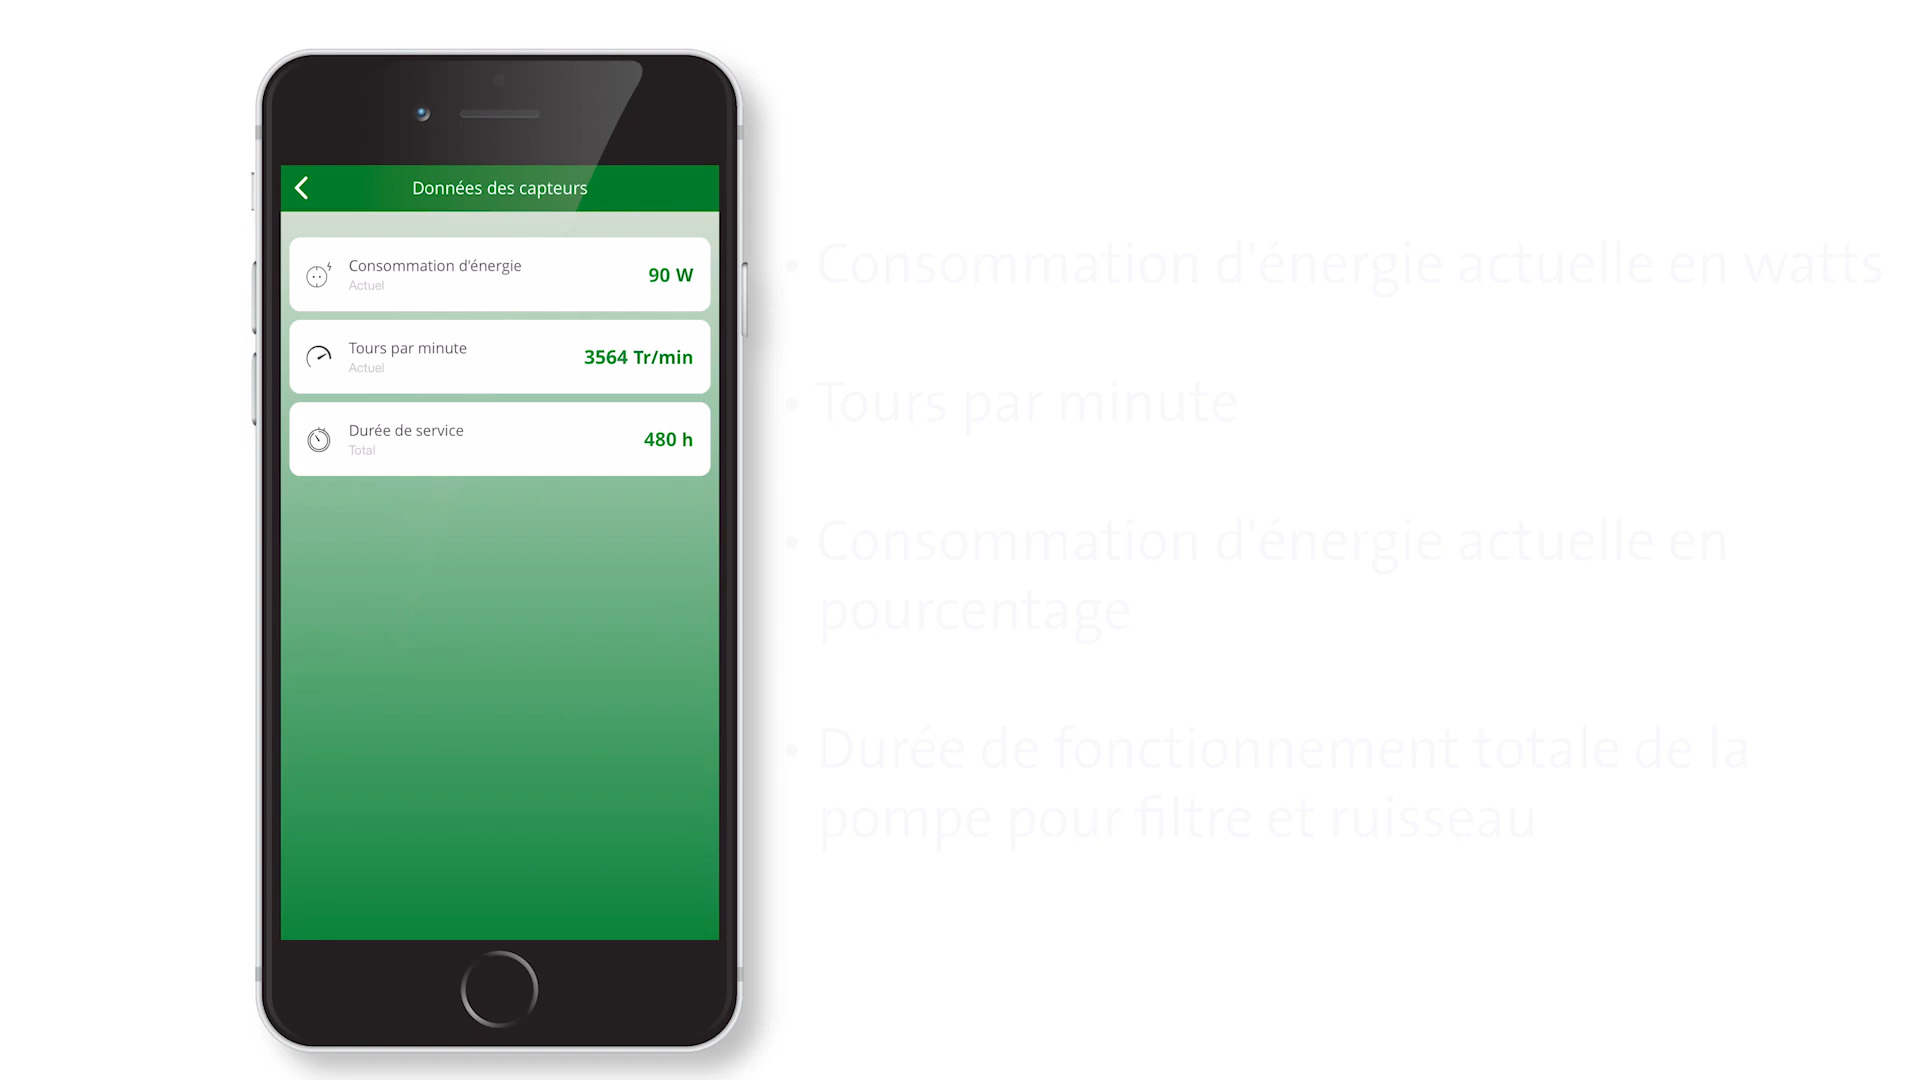 Données des capteurs
Consommation d'énergie
Actuel
90 W
Tours par minute
Actuel
3564 Tr/min
Durée de service
Total
480 h
• Consommation d'énergie actuelle en watts
• Tours par minute
• Consommation d'énergie actuelle en
pourcentage
• Durée de fonctionnement totale de la
pompe pour filtre et ruisseau